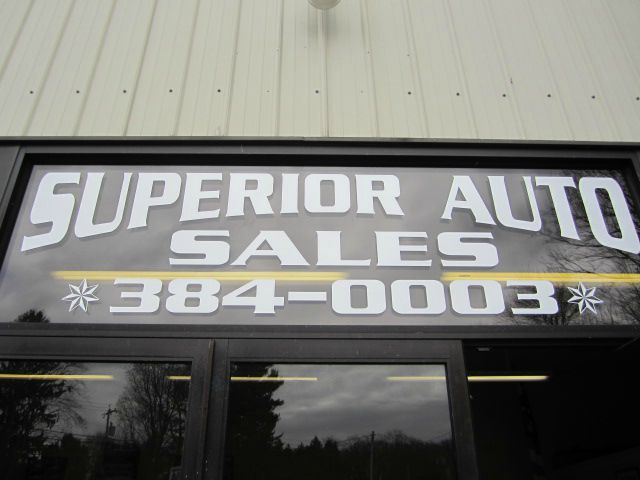 SUPERIOR AUTO
SALES
384-0003